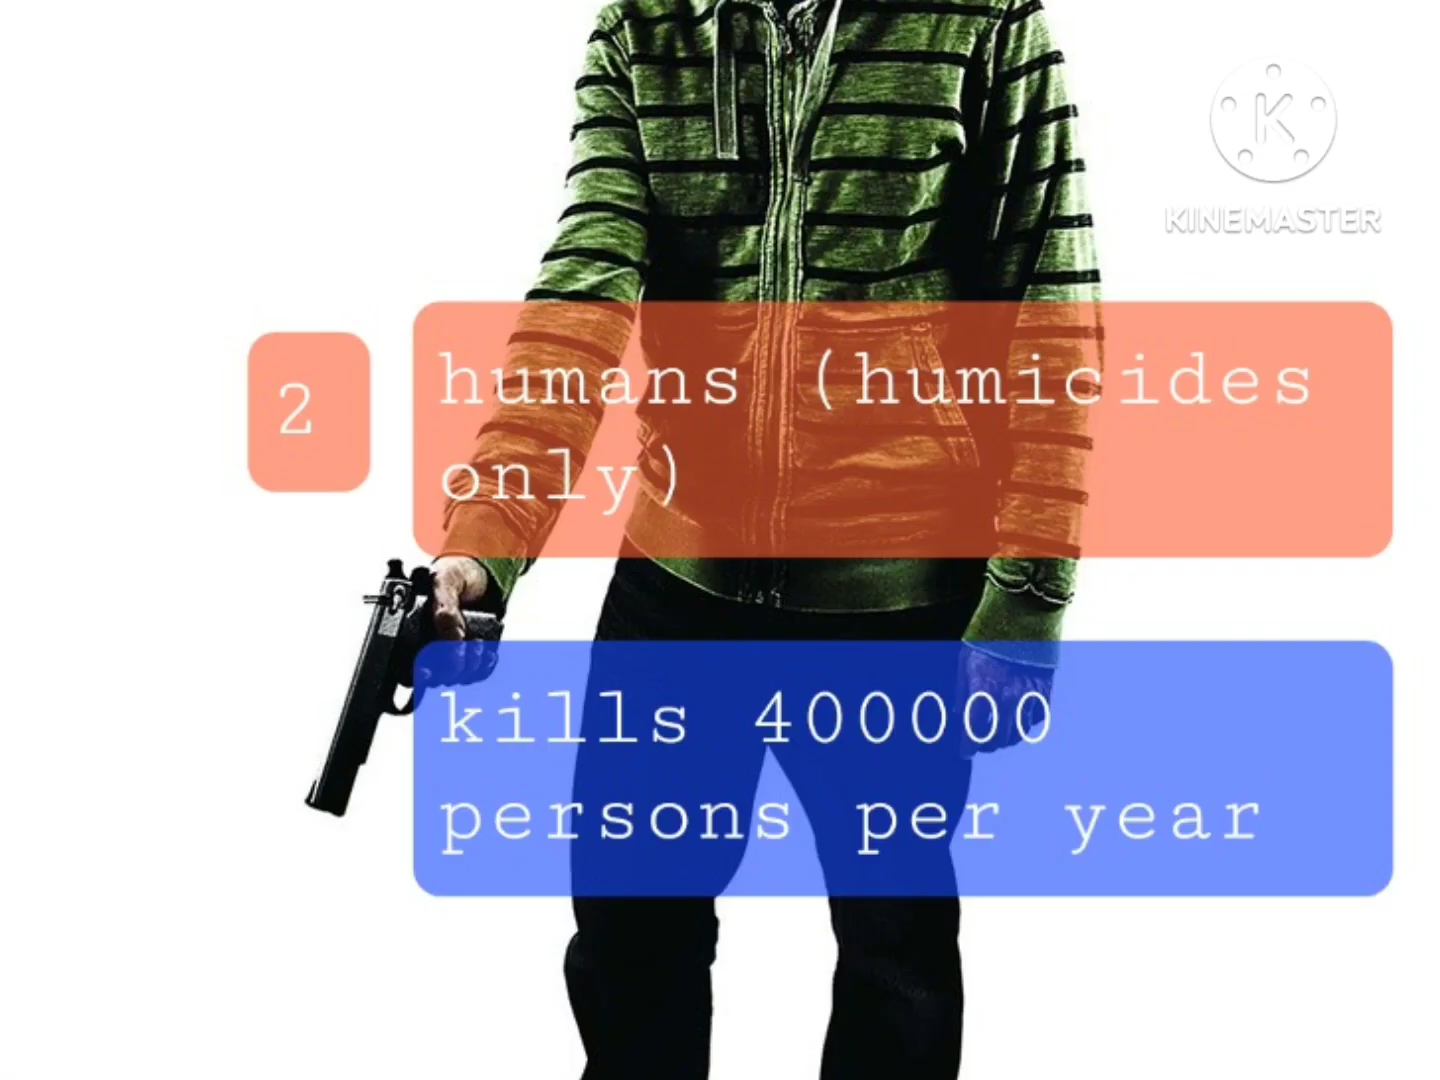 KINEMASTER
2
humans (humicides
only)
kills 400000
persons per year